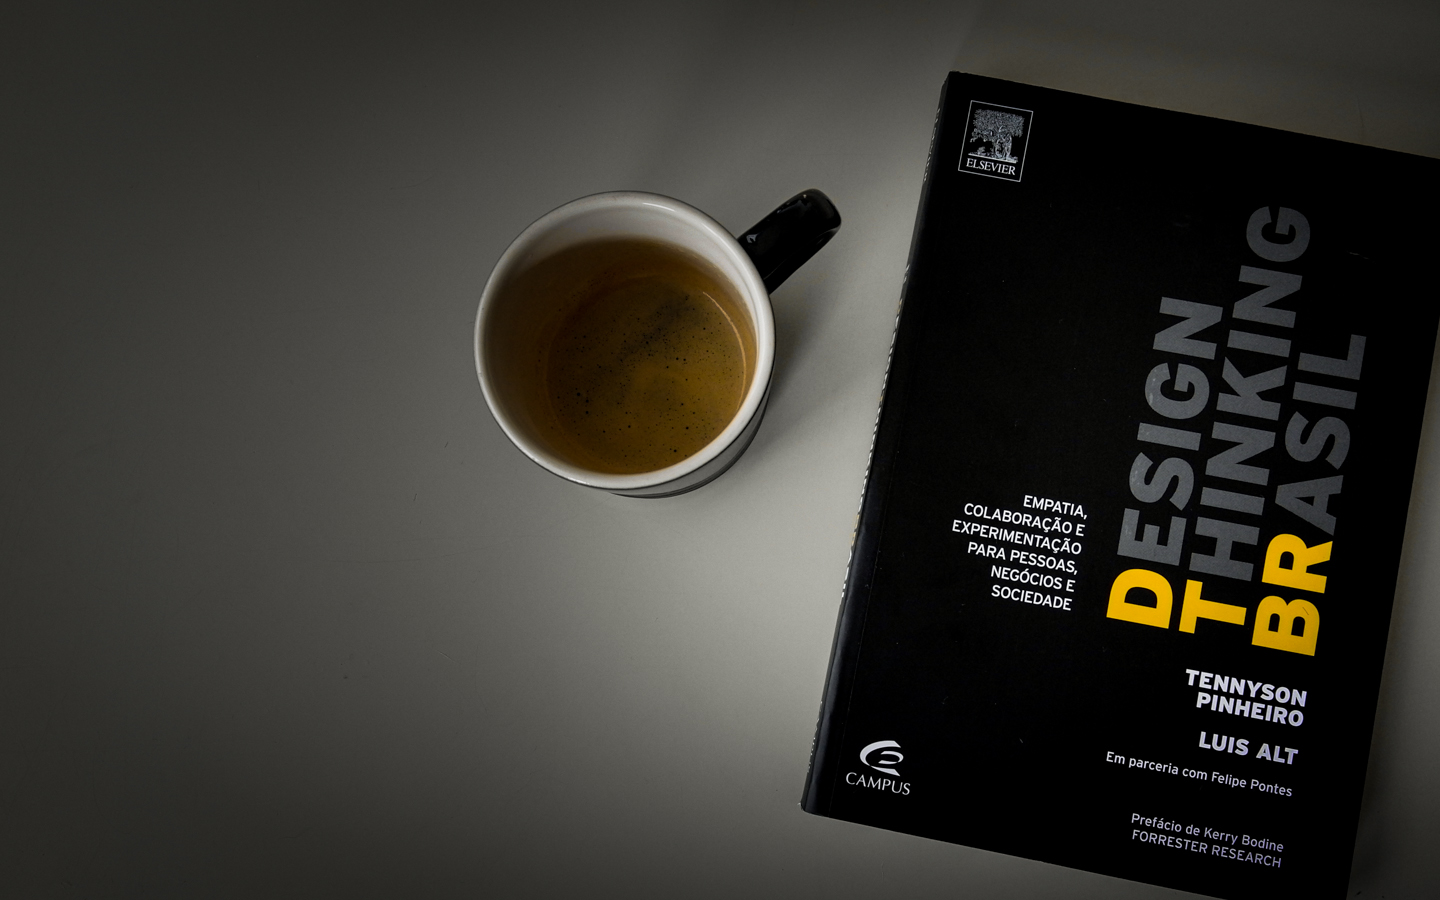 ELSEVIER
DESIGN
THINKING
BRASIL
EMPATIA,
COLABORAÇÃO E
EXPERIMENTAÇÃO
PARA PESSOAS,
NEGÓCIOS E
SOCIEDADE
TENNYSON
PINHEIRO
LUIS ALT
Em parceria com Felipe Pontes
Prefácio de Kerry Bodine
FORRESTER RESEARCH
CAMPUS